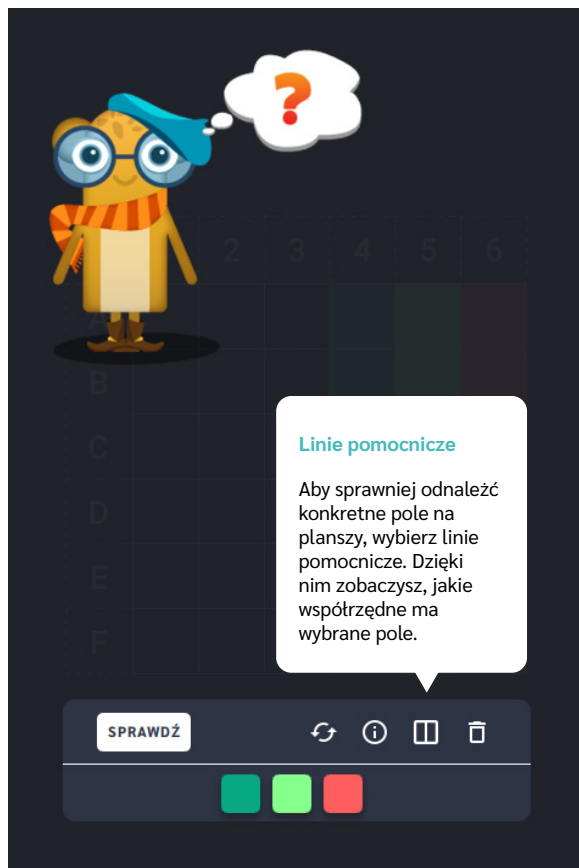 ?
2 3 4 5 6
A
B
C
D
E
F
Linie pomocnicze
Aby sprawniej odnaleźć
konkretne pole na
planszy, wybierz linie
pomocnicze. Dzięki
nim zobaczysz, jakie
współrzędne ma
wybrane pole.
SPRAWDŹ